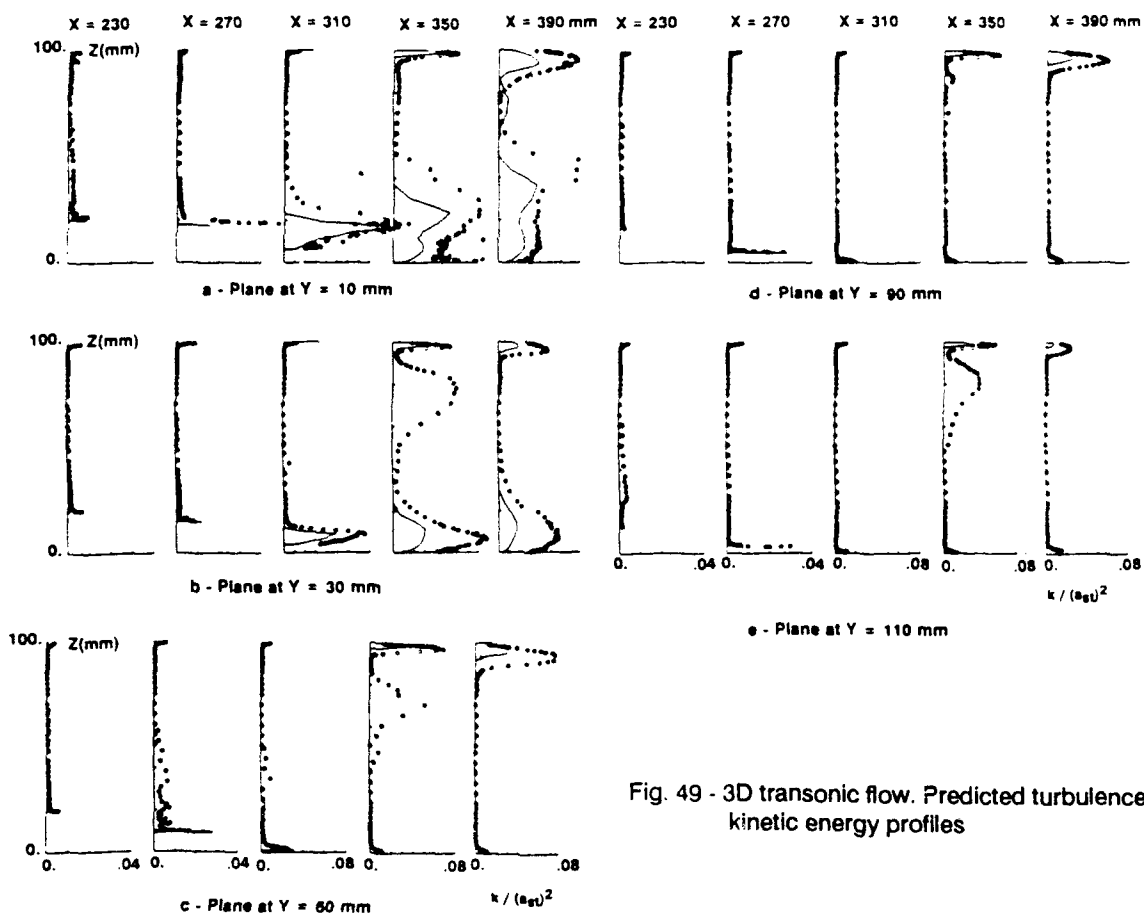 X = 230 X = 270 X = 310 X = 350 X = 390 mm
X = 230 X = 270 X = 310 X = 350 X = 390 mm
100. Z(mm)
0.
a - Plane at Y = 10 mm
d - Plane at Y = 90 mm
100. Z(mm)
0.
b - Plane at Y = 30 mm
0. .04 0. .04 0. .08 0. .08 0. .08
k / (a_st)²
e - Plane at Y = 110 mm
100. Z(mm)
0.
0. .04 0. .04 0. .08 0. .08 0. .08
k / (a_st)²
c - Plane at Y = 60 mm
Fig. 49 - 3D transonic flow. Predicted turbulence
kinetic energy profiles